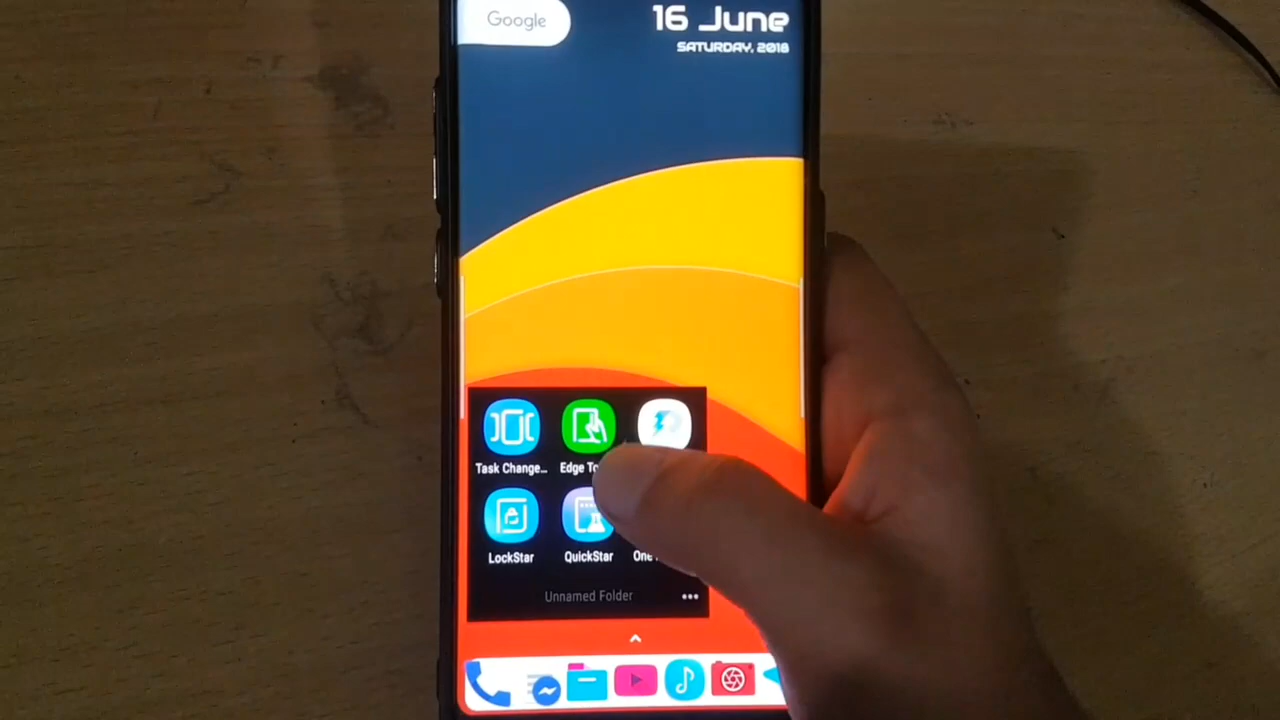 Google
16 June
SATURDAY, 2018
Task Change...
Edge To
LockStar
QuickStar
One
Unnamed Folder